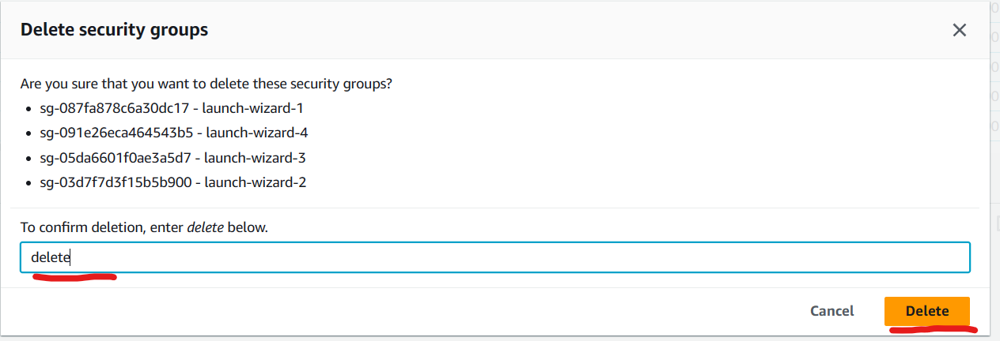 Delete security groups
Are you sure that you want to delete these security groups?
sg-087fa878c6a30dc17 - launch-wizard-1
sg-091e26eca464543b5 - launch-wizard-4
sg-05da6601f0ae3a5d7 - launch-wizard-3
sg-03d7f7d3f15b5b900 - launch-wizard-2
To confirm deletion, enter delete below.
delete
Cancel Delete